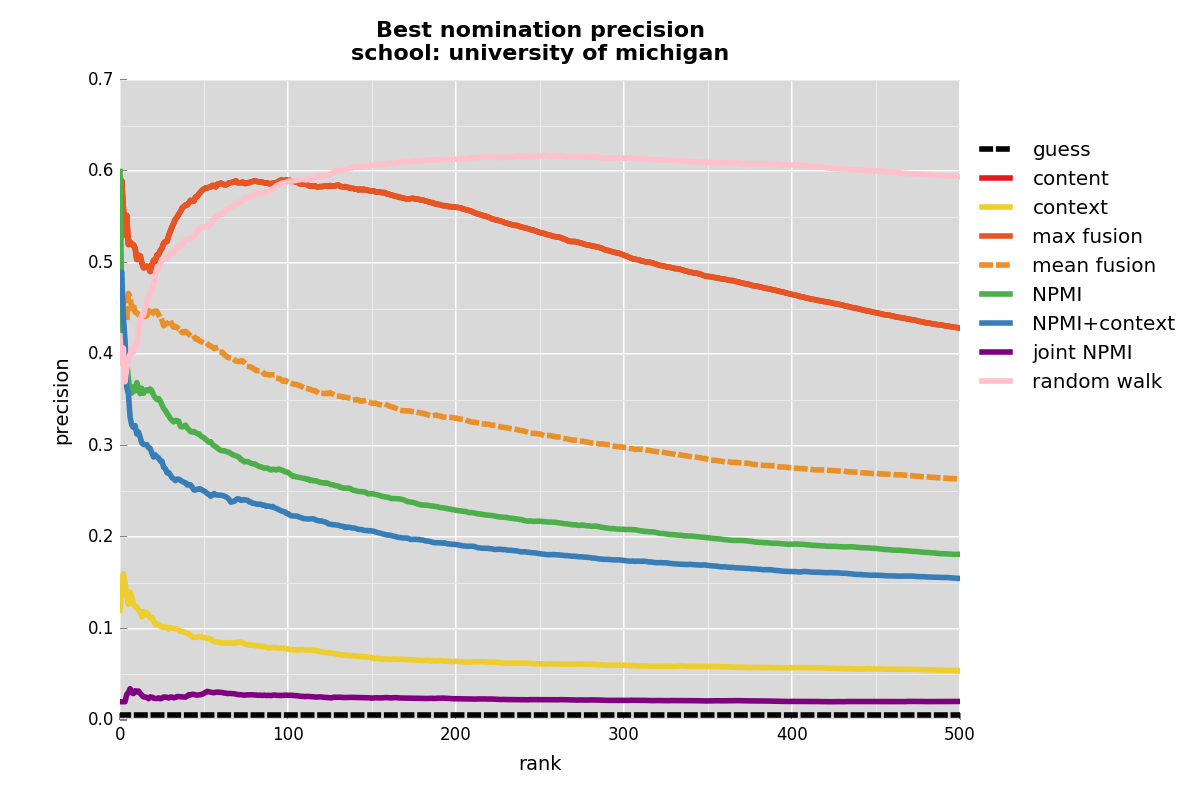 Best nomination precision
school: university of michigan
precision
0.7
0.6
0.5
0.4
0.3
0.2
0.1
0.0
0 100 200 300 400 500
rank
guess
content
context
max fusion
mean fusion
NPMI
NPMI+context
joint NPMI
random walk